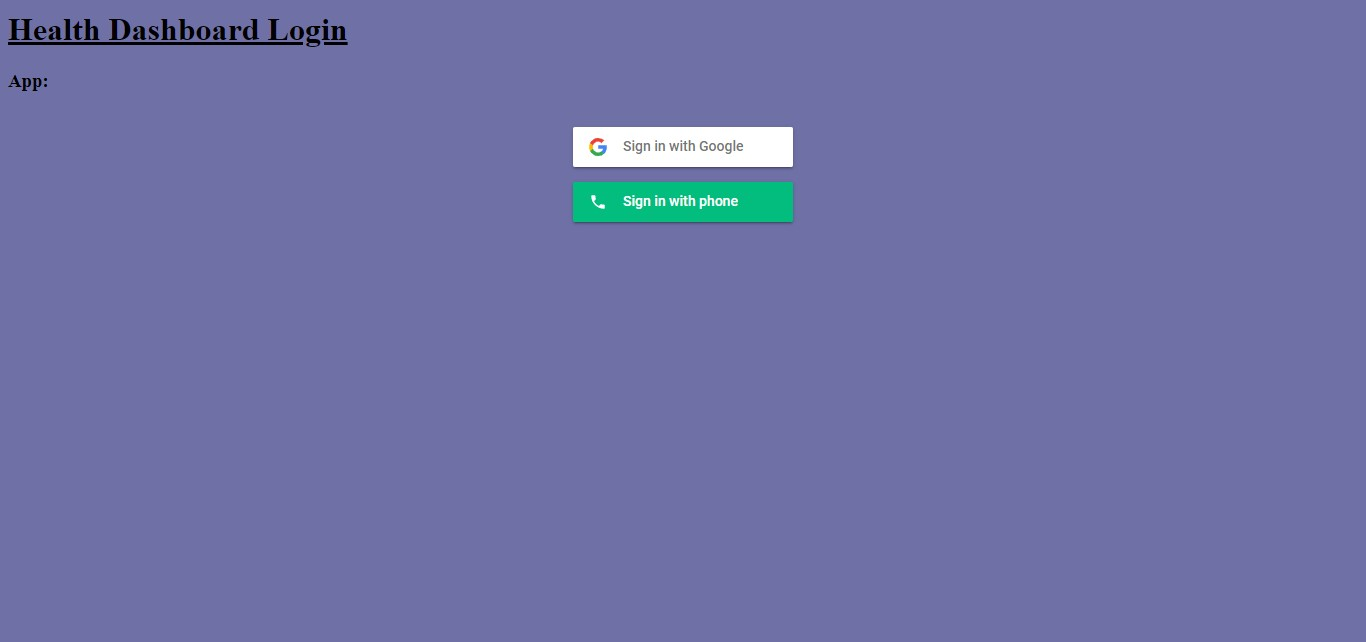 Health Dashboard Login
App:
Sign in with Google
Sign in with phone